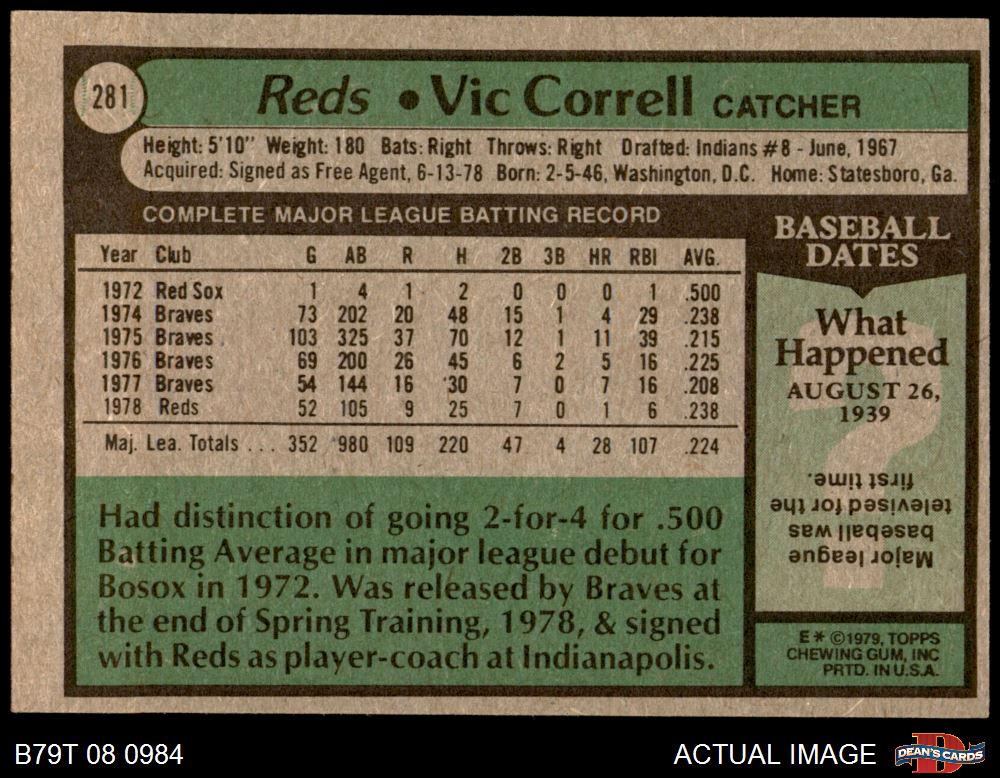 281
Reds • Vic Correll CATCHER
Height: 5'10" Weight: 180 Bats: Right Throws: Right Drafted: Indians #8 - June, 1967
Acquired: Signed as Free Agent, 6-13-78 Born: 2-5-46, Washington, D.C. Home: Statesboro, Ga.
COMPLETE MAJOR LEAGUE BATTING RECORD
Year Club G AB R H 2B 3B HR RBI AVG.
1972 Red Sox 1 4 1 2 0 0 0 1 .500
1974 Braves 73 202 20 48 15 1 4 29 .238
1975 Braves 103 325 37 70 12 1 11 39 .215
1976 Braves 69 200 26 45 6 2 5 16 .225
1977 Braves 54 144 16 30 7 0 7 16 .208
1978 Reds 52 105 9 25 7 0 1 6 .238
Maj. Lea. Totals . . . 352 980 109 220 47 4 28 107 .224
Had distinction of going 2-for-4 for .500
Batting Average in major league debut for
Bosox in 1972. Was released by Braves at
the end of Spring Training, 1978, & signed
with Reds as player-coach at Indianapolis.
BASEBALL
DATES
What
Happened
AUGUST 26,
1939
?
Major league
baseball was
televised for the
first time.
E* ©1979, TOPPS
CHEWING GUM, INC
PRTD. IN U.S.A.
B79T 08 0984
ACTUAL IMAGE
D
DEAN'S CARDS